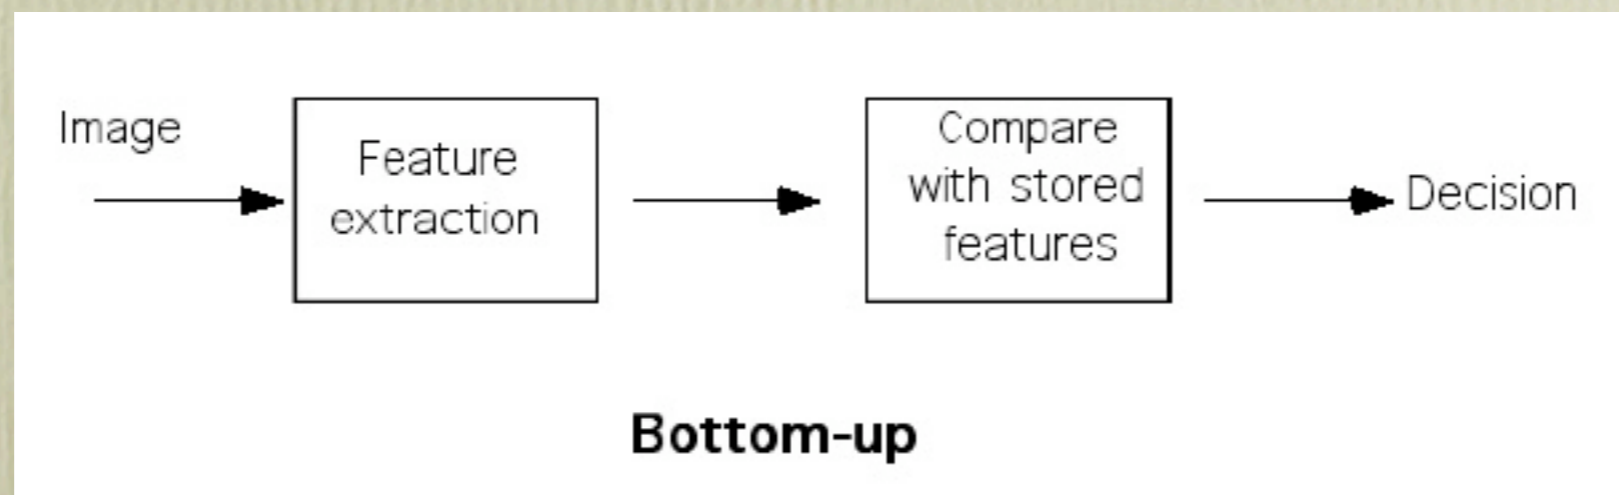 Image
Feature
extraction
Compare
with stored
features
Decision
Bottom-up